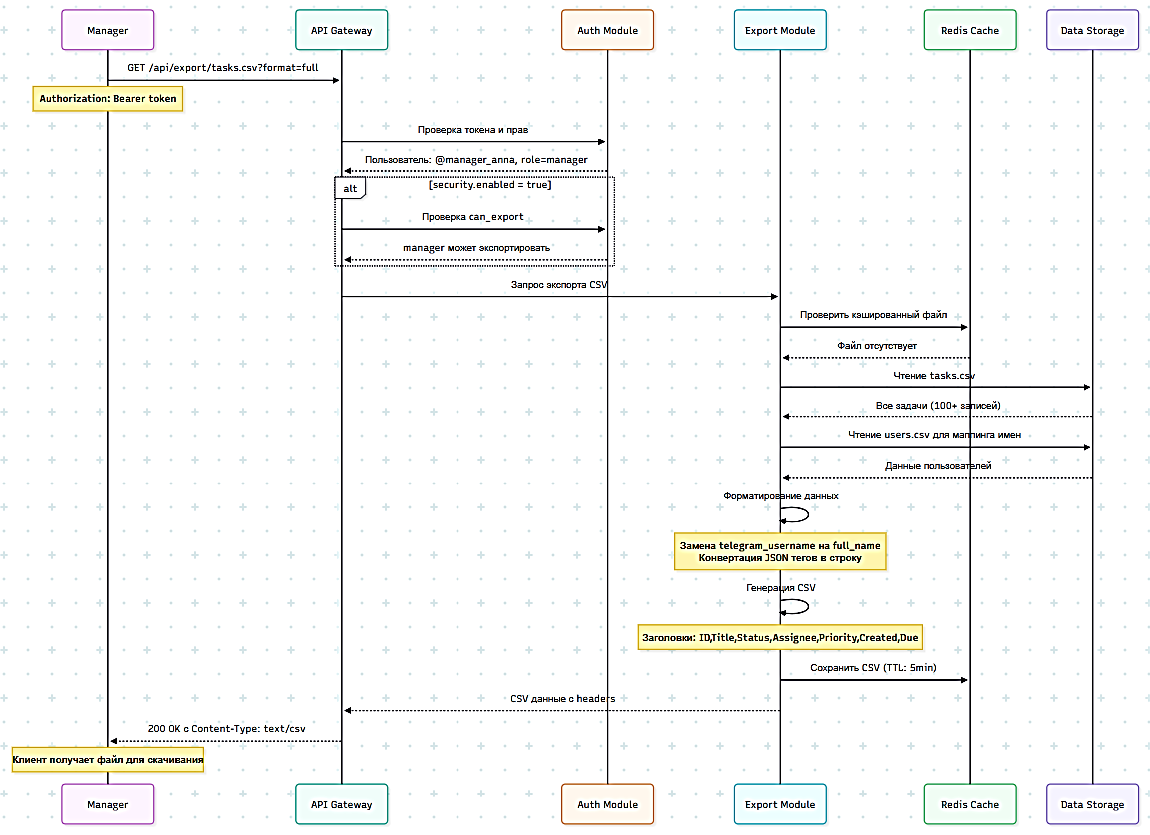 Manager
API Gateway
Auth Module
Export Module
Redis Cache
Data Storage
GET /api/export/tasks.csv?format=full
Authorization: Bearer token
Проверка токена и прав
Пользователь: @manager_anna, role=manager
alt
[security.enabled = true]
Проверка can_export
manager может экспортировать
Запрос экспорта CSV
Проверить кэшированный файл
Файл отсутствует
Чтение tasks.csv
Все задачи (100+ записей)
Чтение users.csv для маппинга имен
Данные пользователей
Форматирование данных
Замена telegram_username на full_name
Конвертация JSON тегов в строку
Генерация CSV
Заголовки: ID,Title,Status,Assignee,Priority,Created,Due
Сохранить CSV (TTL: 5min)
CSV данные с headers
200 OK с Content-Type: text/csv
Клиент получает файл для скачивания
Manager
API Gateway
Auth Module
Export Module
Redis Cache
Data Storage